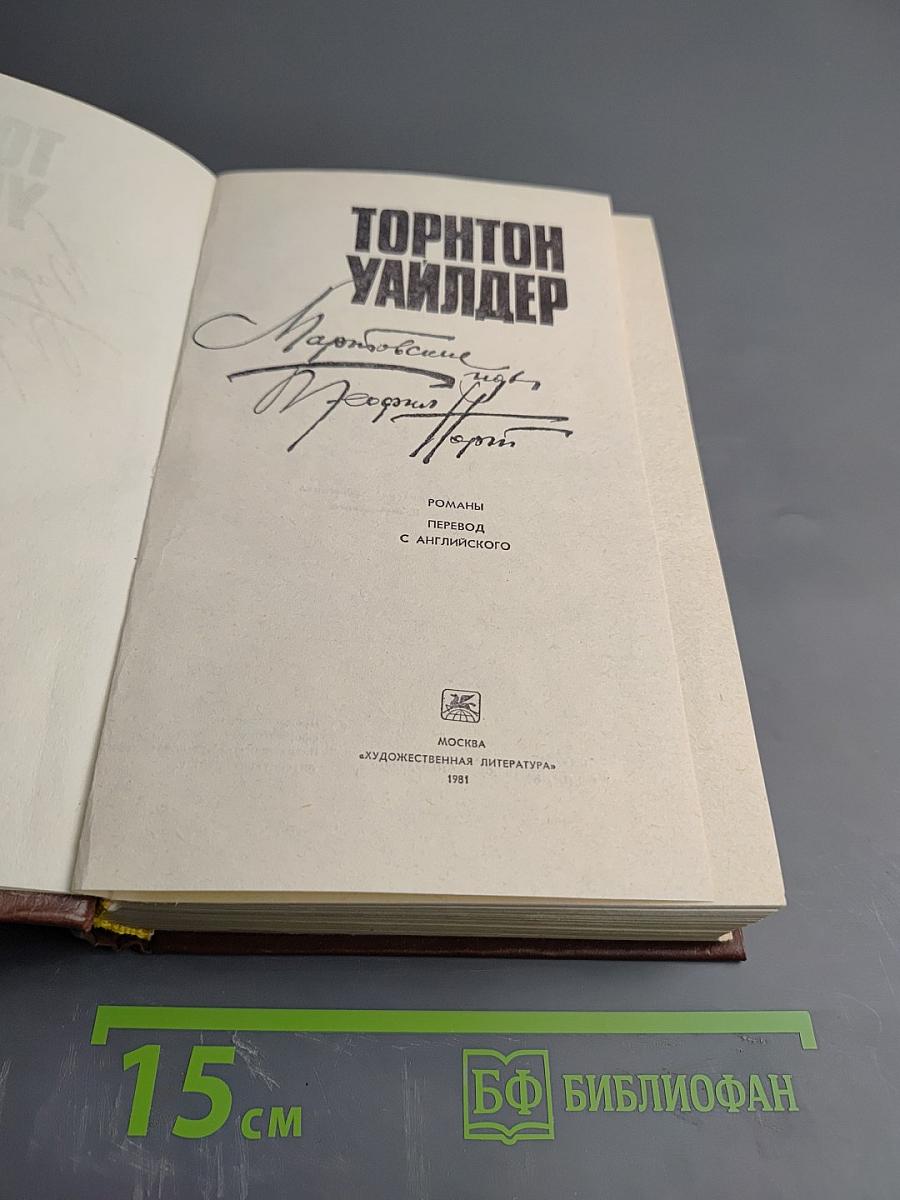 ТОРНТОН
УАЙЛДЕР
Мартовские
иды
Теофил Норт
РОМАНЫ
ПЕРЕВОД
С АНГЛИЙСКОГО
МОСКВА
«ХУДОЖЕСТВЕННАЯ ЛИТЕРАТУРА»
1981
15 СМ
БФ БИБЛИОФАН